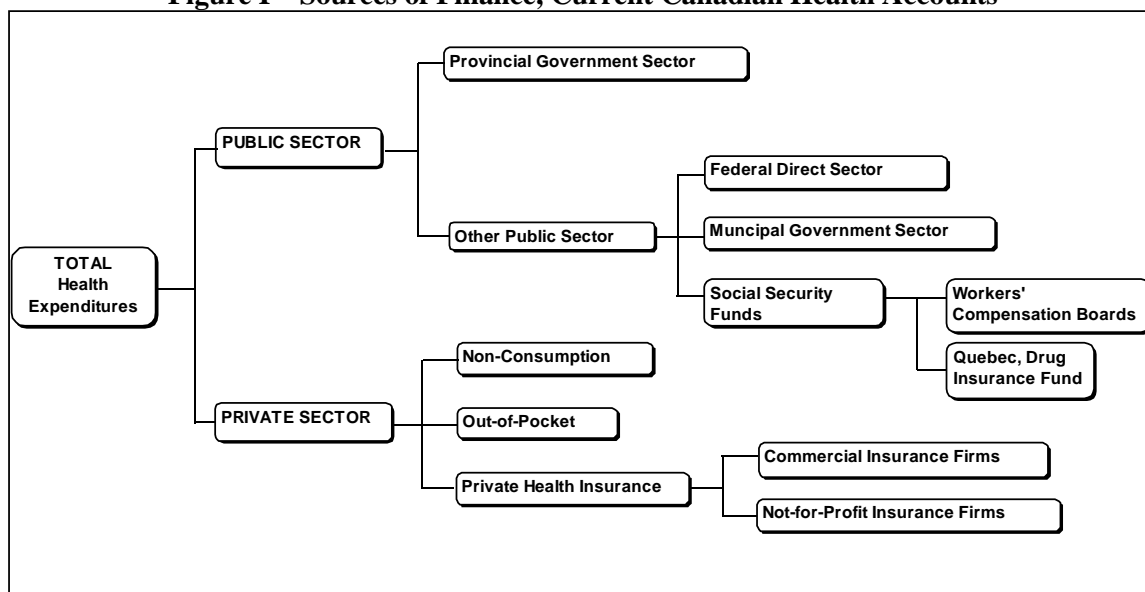 Figure 1 – Sources of Finance, Current Canadian Health Accounts
Provincial Government Sector
PUBLIC SECTOR
Federal Direct Sector
Other Public Sector
Muncipal Government Sector
TOTAL
Health
Expenditures
Social Security
Funds
Workers'
Compensation Boards
Quebec, Drug
Insurance Fund
Non-Consumption
PRIVATE SECTOR
Out-of-Pocket
Private Health Insurance
Commercial Insurance Firms
Not-for-Profit Insurance Firms